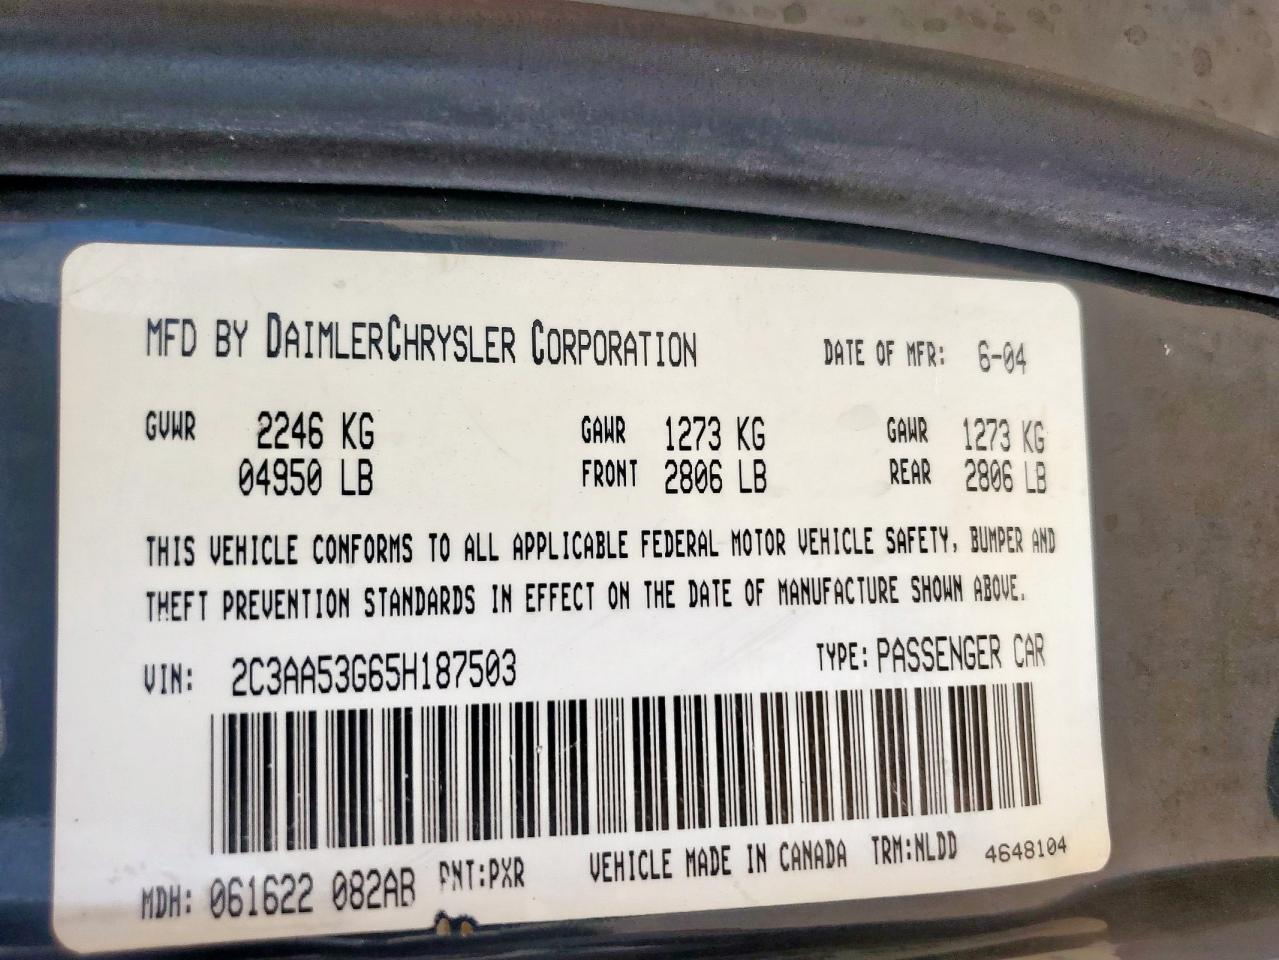 MFD BY DAIMLERCHRYSLER CORPORATION DATE OF MFR: 6-04
GVWR 2246 KG GAWR 1273 KG GAWR 1273 KG
04950 LB FRONT 2806 LB REAR 2806 LB
THIS VEHICLE CONFORMS TO ALL APPLICABLE FEDERAL MOTOR VEHICLE SAFETY, BUMPER AND
THEFT PREVENTION STANDARDS IN EFFECT ON THE DATE OF MANUFACTURE SHOWN ABOVE.
VIN: 2C3AA53G65H187503 TYPE: PASSENGER CAR
MDH: 061622 082AB PNT:PXR VEHICLE MADE IN CANADA TRM:NLDD 4648104